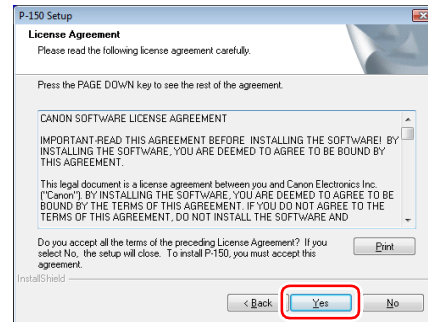 P-150 Setup
License Agreement
Please read the following license agreement carefully.
Press the PAGE DOWN key to see the rest of the agreement.
CANON SOFTWARE LICENSE AGREEMENT
IMPORTANT-READ THIS AGREEMENT BEFORE INSTALLING THE SOFTWARE! BY
INSTALLING THE SOFTWARE, YOU ARE DEEMED TO AGREE TO BE BOUND BY
THIS AGREEMENT.
This legal document is a license agreement between you and Canon Electronics Inc.
("Canon"). BY INSTALLING THE SOFTWARE, YOU ARE DEEMED TO AGREE TO BE
BOUND BY THE TERMS OF THIS AGREEMENT. IF YOU DO NOT AGREE TO THE
TERMS OF THIS AGREEMENT, DO NOT INSTALL THE SOFTWARE AND
Do you accept all the terms of the preceding License Agreement? If you
select No, the setup will close. To install P-150, you must accept this
agreement.
Print
InstallShield
< Back
Yes
No